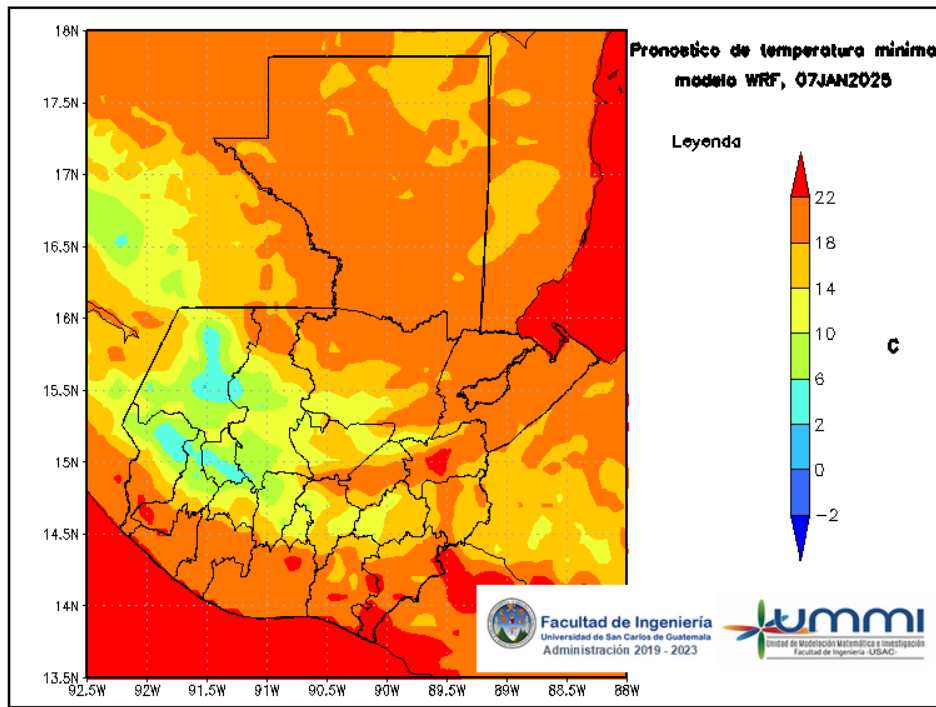 Pronostico de temperatura minima
modelo WRF, 07JAN2025
Leyenda
22
18
14
10
6
2
0
−2
C
18N
17.5N
17N
16.5N
16N
15.5N
15N
14.5N
14N
13.5N
92.5W
92W
91.5W
91W
90.5W
90W
89.5W
89W
88.5W
88W
Facultad de Ingeniería
Universidad de San Carlos de Guatemala
Administración 2019 - 2023
UMMI
Unidad de Modelación Matemática e Investigación
Facultad de Ingeniería -USAC-